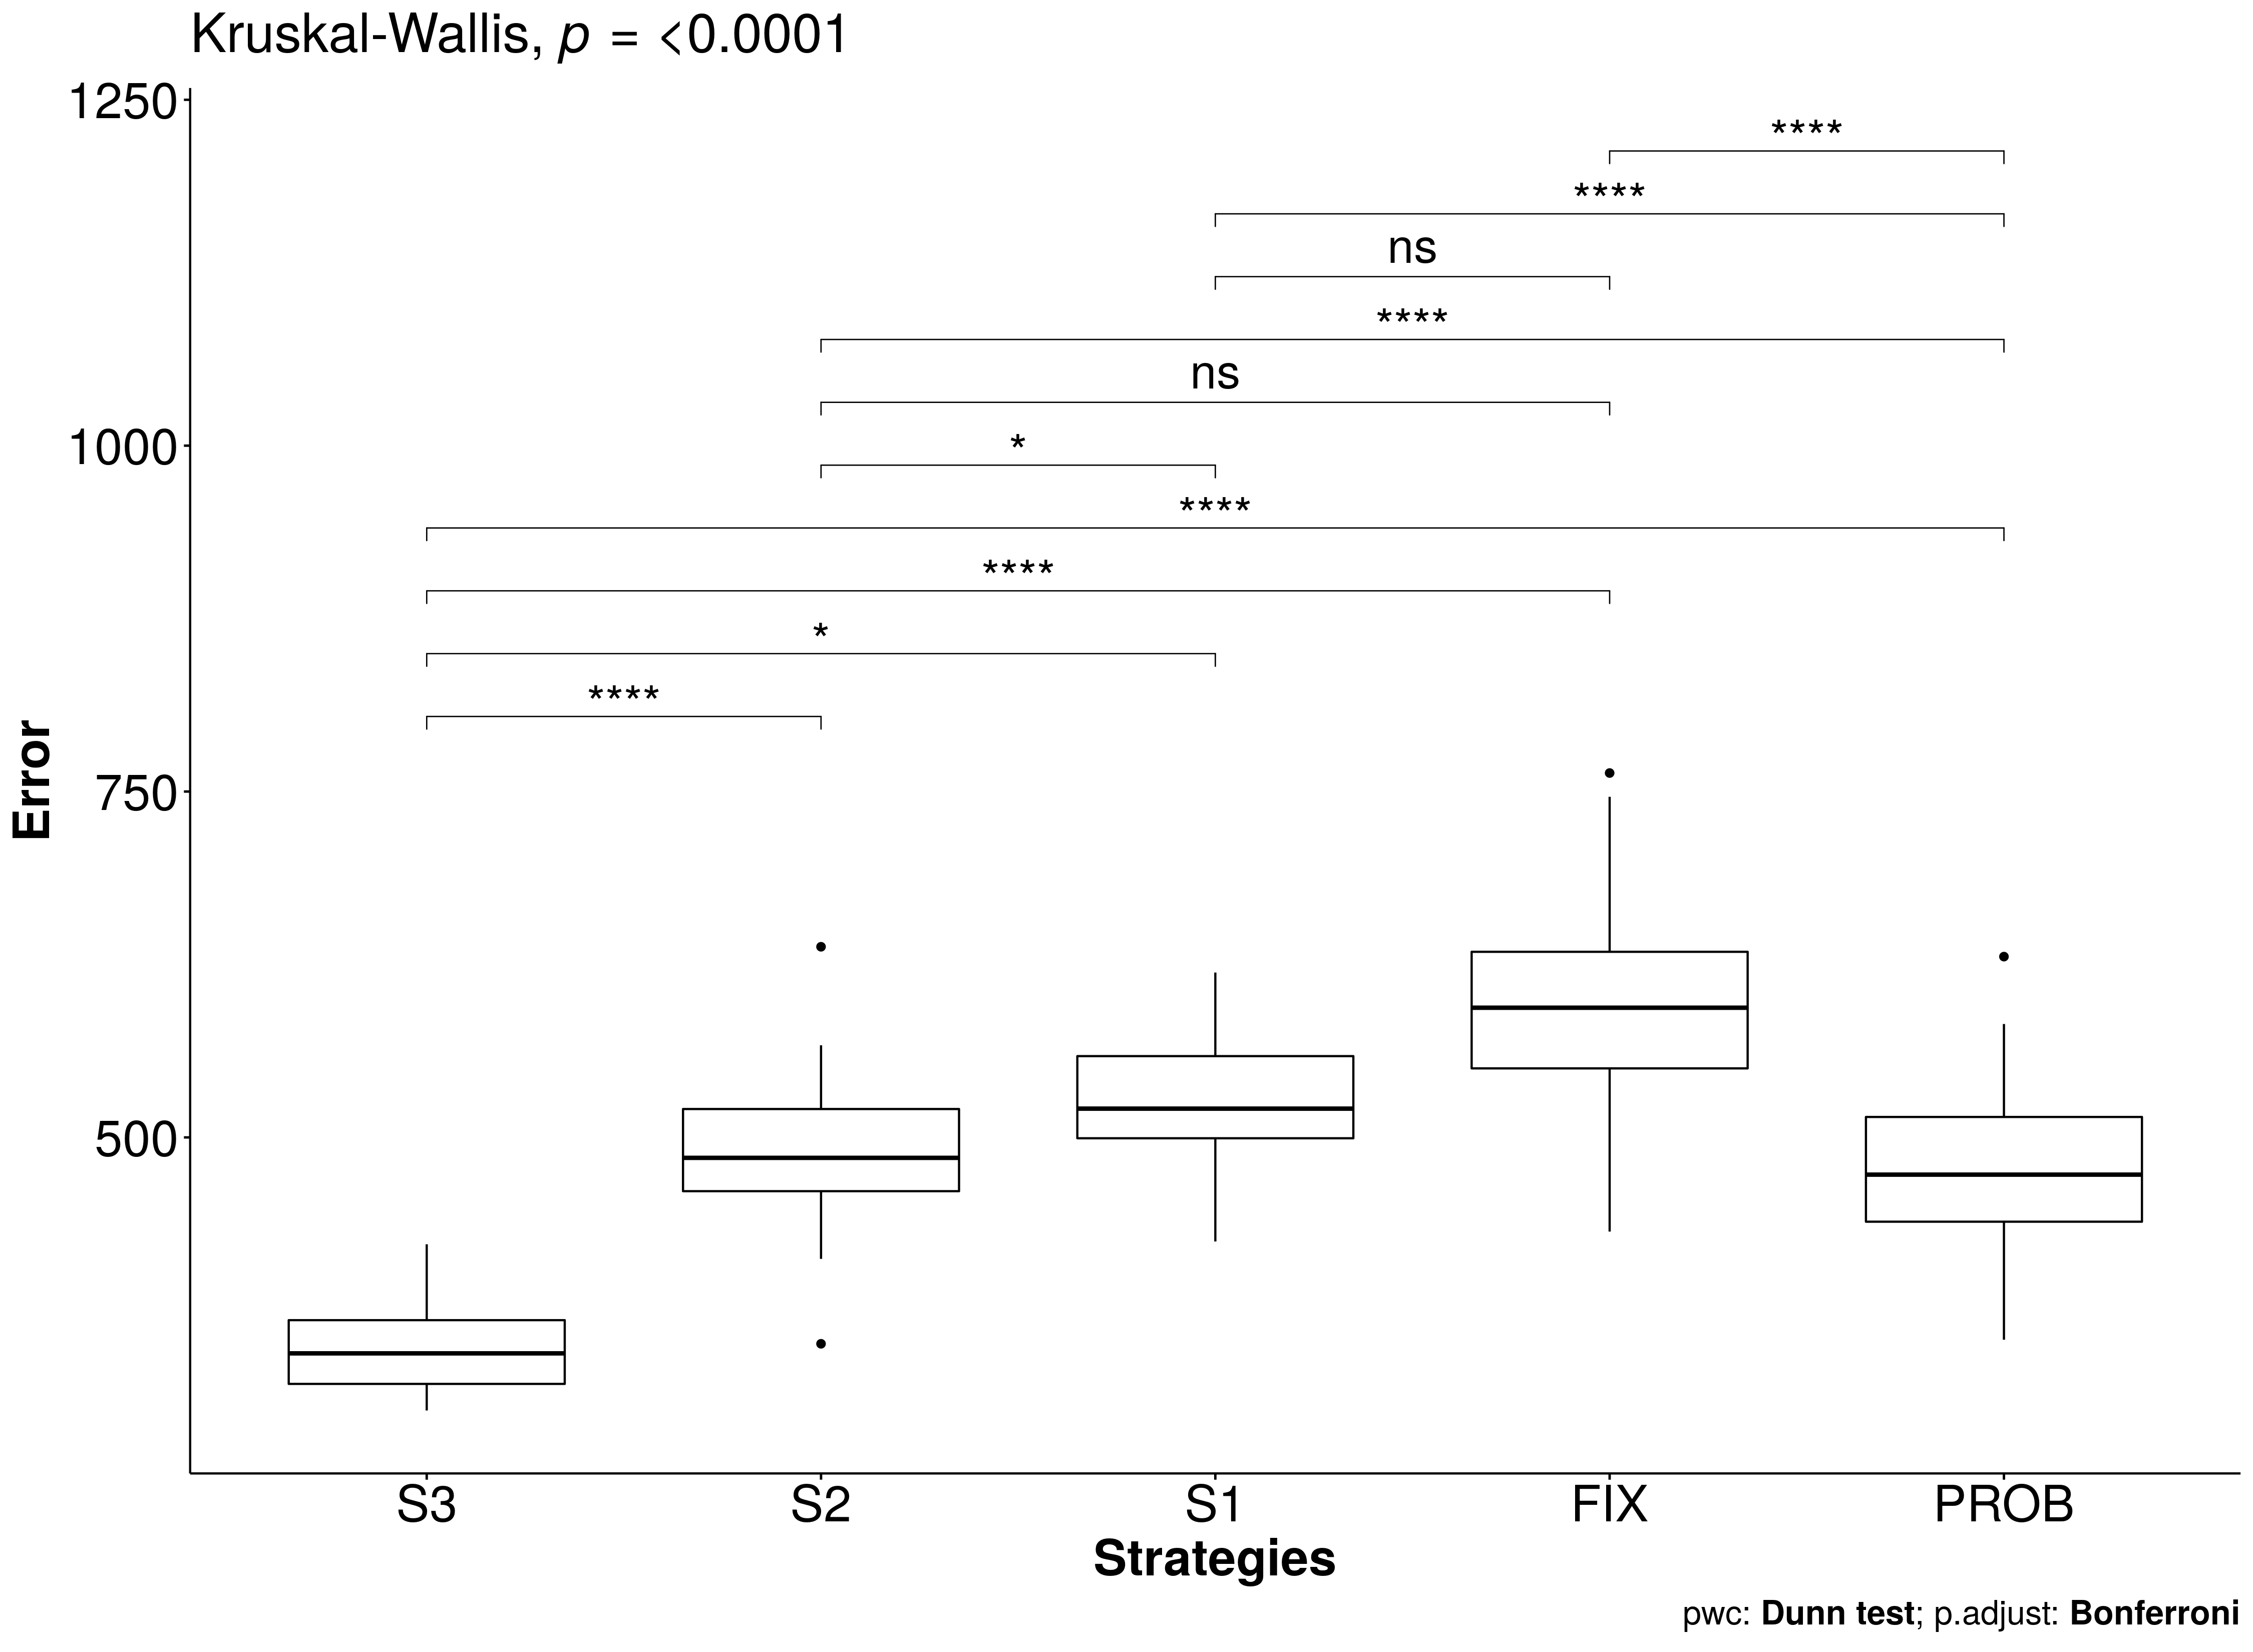 Kruskal-Wallis, p = <0.0001
1250
1000
750
500
Error
****
****
ns
****
ns
*
****
****
*
****
S3 S2 S1 FIX PROB
Strategies
pwc: Dunn test; p.adjust: Bonferroni